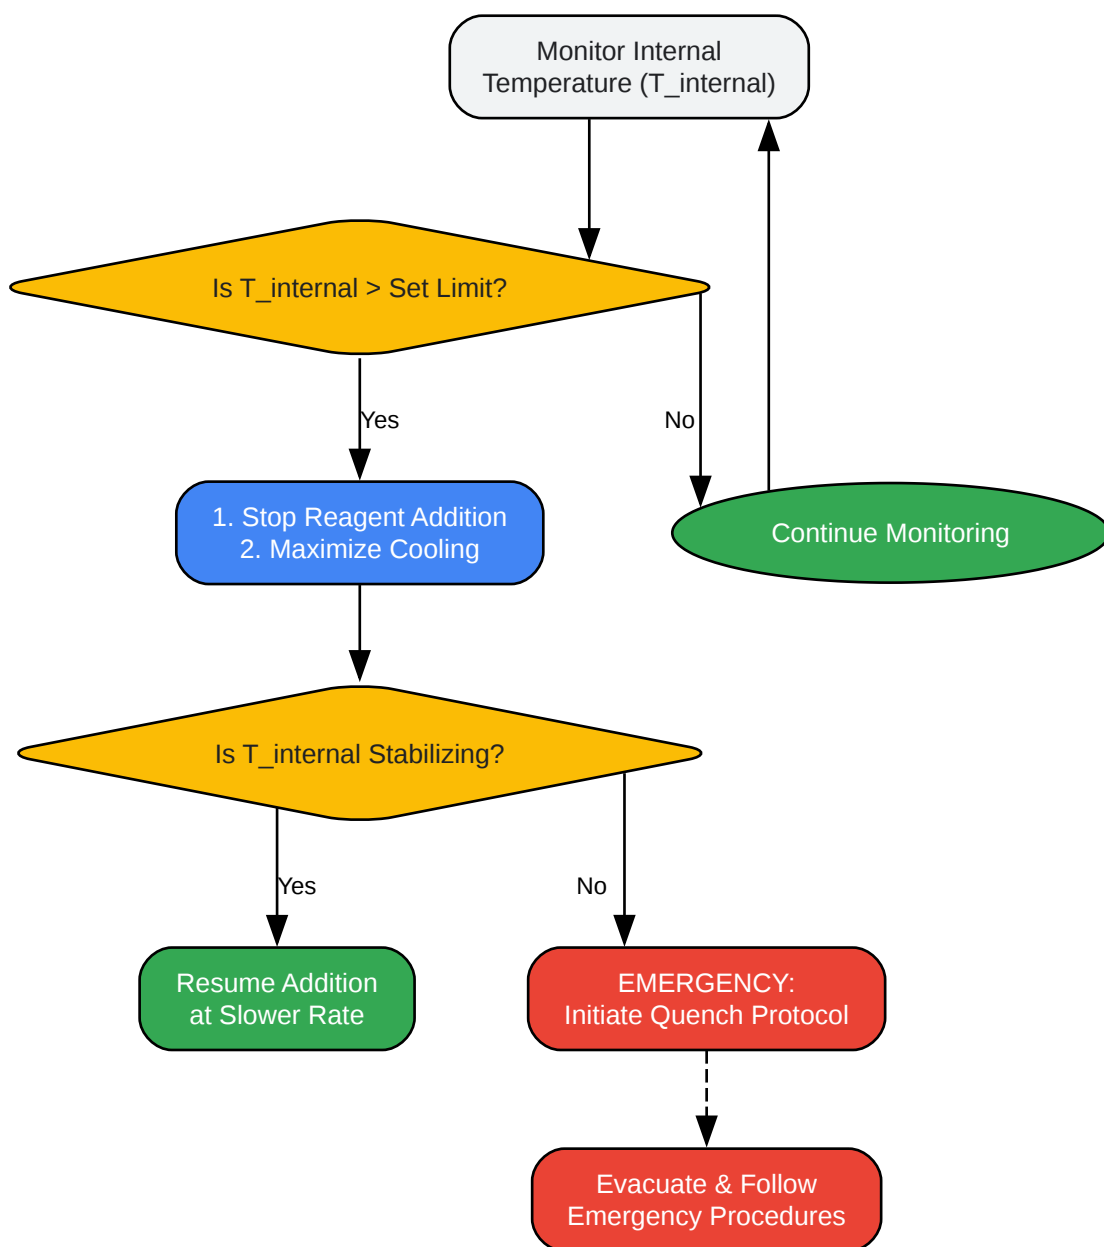 Monitor Internal
Temperature (T_internal)
Is T_internal > Set Limit?
Yes
No
1. Stop Reagent Addition
2. Maximize Cooling
Continue Monitoring
Is T_internal Stabilizing?
Yes
No
Resume Addition
at Slower Rate
EMERGENCY:
Initiate Quench Protocol
Evacuate & Follow
Emergency Procedures